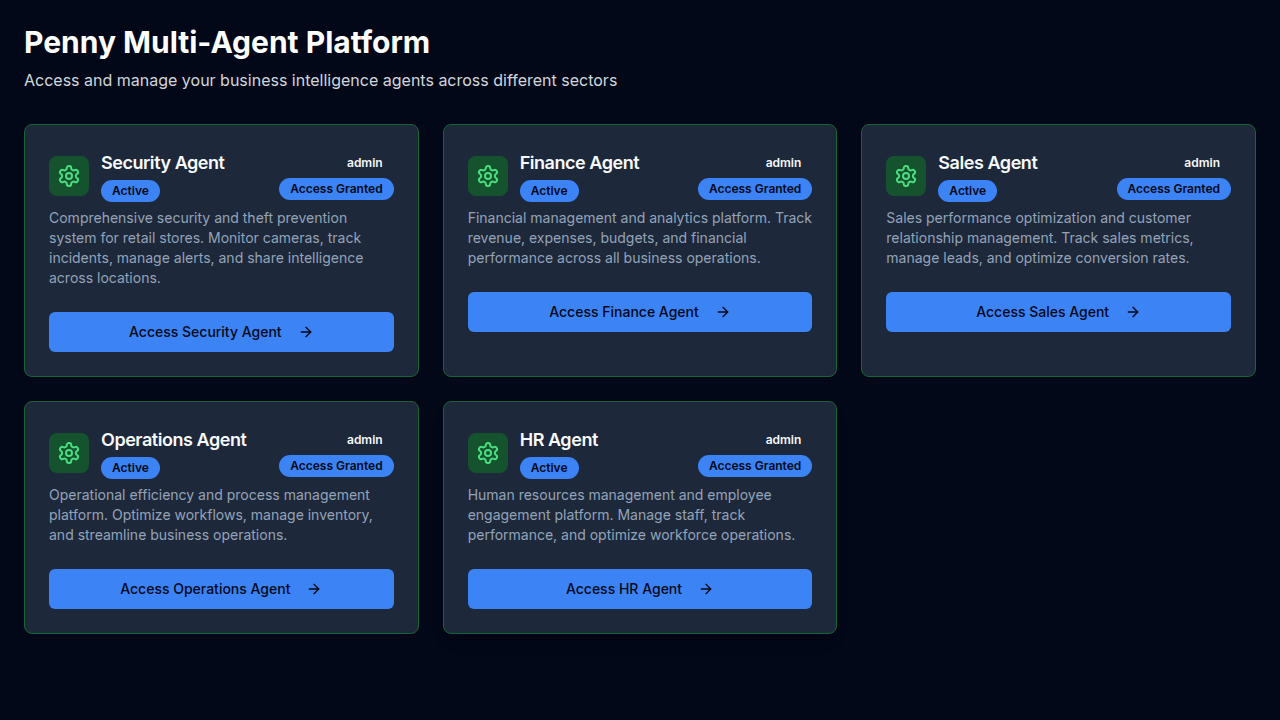 Penny Multi-Agent Platform
Access and manage your business intelligence agents across different sectors
Security Agent
admin
Active
Access Granted
Comprehensive security and theft prevention
system for retail stores. Monitor cameras, track
incidents, manage alerts, and share intelligence
across locations.
Access Security Agent
Finance Agent
admin
Active
Access Granted
Financial management and analytics platform. Track
revenue, expenses, budgets, and financial
performance across all business operations.
Access Finance Agent
Sales Agent
admin
Active
Access Granted
Sales performance optimization and customer
relationship management. Track sales metrics,
manage leads, and optimize conversion rates.
Access Sales Agent
Operations Agent
admin
Active
Access Granted
Operational efficiency and process management
platform. Optimize workflows, manage inventory,
and streamline business operations.
Access Operations Agent
HR Agent
admin
Active
Access Granted
Human resources management and employee
engagement platform. Manage staff, track
performance, and optimize workforce operations.
Access HR Agent